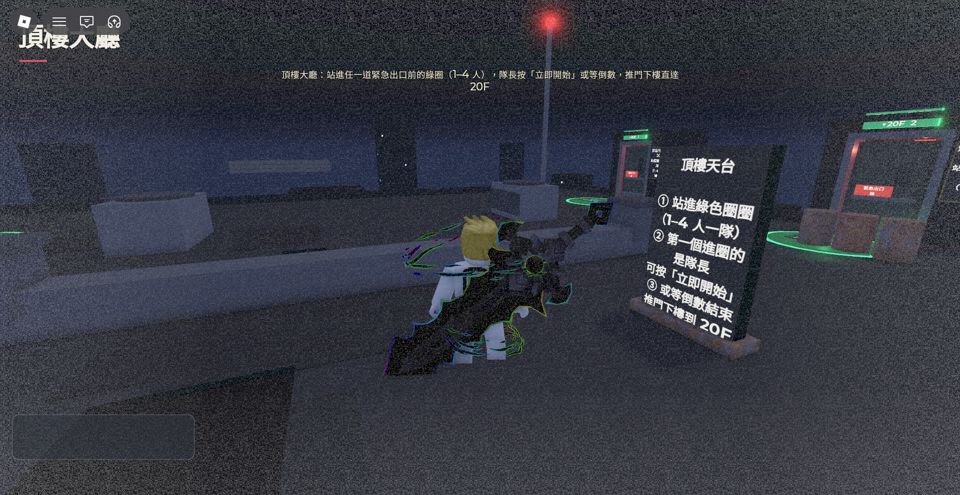 頂樓大廳
頂樓大廳：站進任一道緊急出口前的綠圈（1–4 人），隊長按「立即開始」或等倒數，推門下樓直達
20F
20F 2
緊急出口
頂樓天台
① 站進綠色圈圈
（1–4 人一隊）
② 第一個進圈的
是隊長
可按「立即開始」
③ 或等倒數結束
推門下樓到 20F